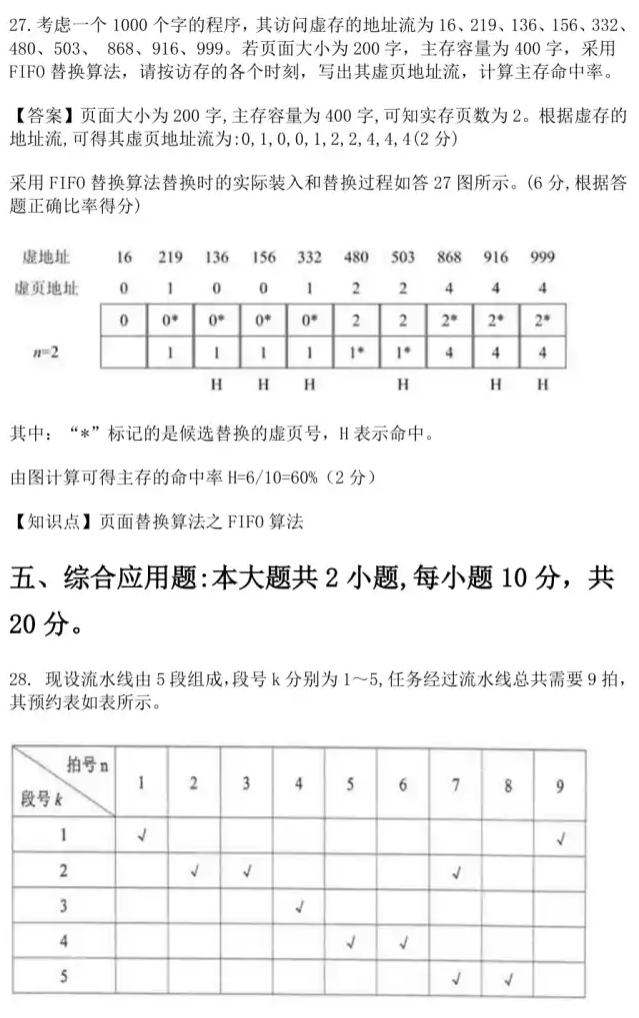 27.考虑一个 1000 个字的程序，其访问虚存的地址流为 16、219、136、156、332、
480、503、 868、916、999。若页面大小为 200 字，主存容量为 400 字，采用
FIFO 替换算法，请按访存的各个时刻，写出其虚页地址流，计算主存命中率。
【答案】页面大小为 200 字,主存容量为 400 字,可知实存页数为 2。根据虚存的
地址流,可得其虚页地址流为:0,1,0,0,1,2,2,4,4,4(2 分)
采用 FIFO 替换算法替换时的实际装入和替换过程如答 27 图所示。(6 分,根据答
题正确比率得分)
虚地址 16 219 136 156 332 480 503 868 916 999
虚页地址 0 1 0 0 1 2 2 4 4 4
0 0* 0* 0* 0* 2 2 2* 2* 2*
n=2 1 1 1 1 1* 1* 4 4 4
H H H H H H
其中：“*”标记的是候选替换的虚页号，H 表示命中。
由图计算可得主存的命中率 H=6/10=60%（2 分）
【知识点】页面替换算法之 FIFO 算法
五、综合应用题:本大题共 2 小题,每小题 10 分，共
20 分。
28. 现设流水线由 5 段组成,段号 k 分别为 1～5,任务经过流水线总共需要 9 拍，
其预约表如表所示。
拍号 n
段号 k 1 2 3 4 5 6 7 8 9
1 √ √
2 √ √ √
3 √
4 √ √
5 √ √